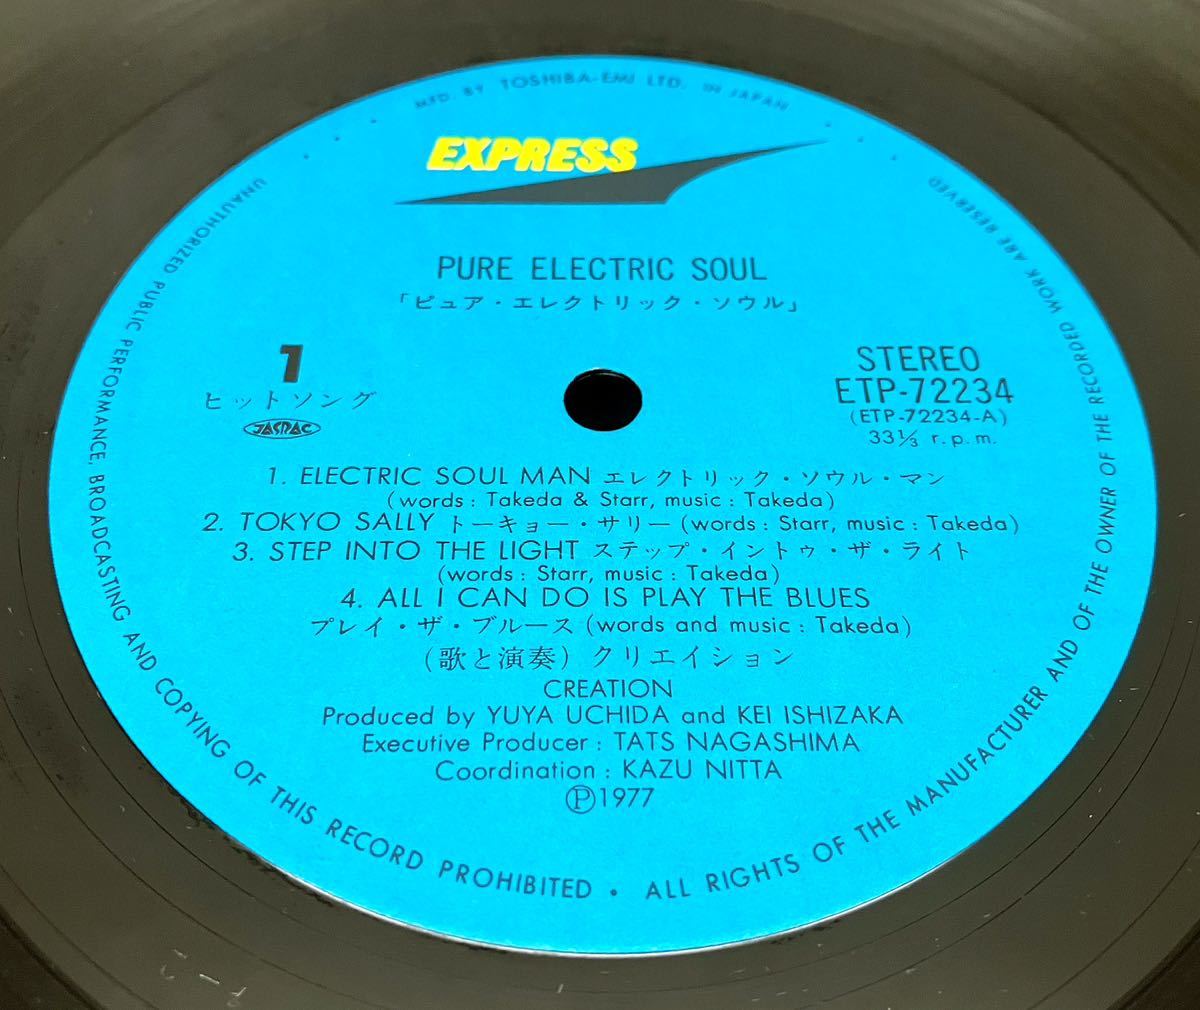 MFD. BY TOSHIBA-EMI LTD. IN JAPAN
EXPRESS
PURE ELECTRIC SOUL
「ピュア・エレクトリック・ソウル」
1
ヒットソング
JASRAC
STEREO
ETP-72234
(ETP-72234-A)
33⅓ r.p.m.
1. ELECTRIC SOUL MAN エレクトリック・ソウル・マン
(words : Takeda & Starr, music : Takeda)
2. TOKYO SALLY トーキョー・サリー (words : Starr, music : Takeda)
3. STEP INTO THE LIGHT ステップ・イントゥ・ザ・ライト
(words : Starr, music : Takeda)
4. ALL I CAN DO IS PLAY THE BLUES
プレイ・ザ・ブルース (words and music : Takeda)
(歌と演奏) クリエイション
CREATION
Produced by YUYA UCHIDA and KEI ISHIZAKA
Executive Producer : TATS NAGASHIMA
Coordination : KAZU NITTA
Ⓟ1977
UNAUTHORIZED PUBLIC PERFORMANCE, BROADCASTING AND COPYING OF THIS RECORD PROHIBITED • ALL RIGHTS OF THE MANUFACTURER AND OF THE OWNER OF THE RECORDED WORK ARE RESERVED